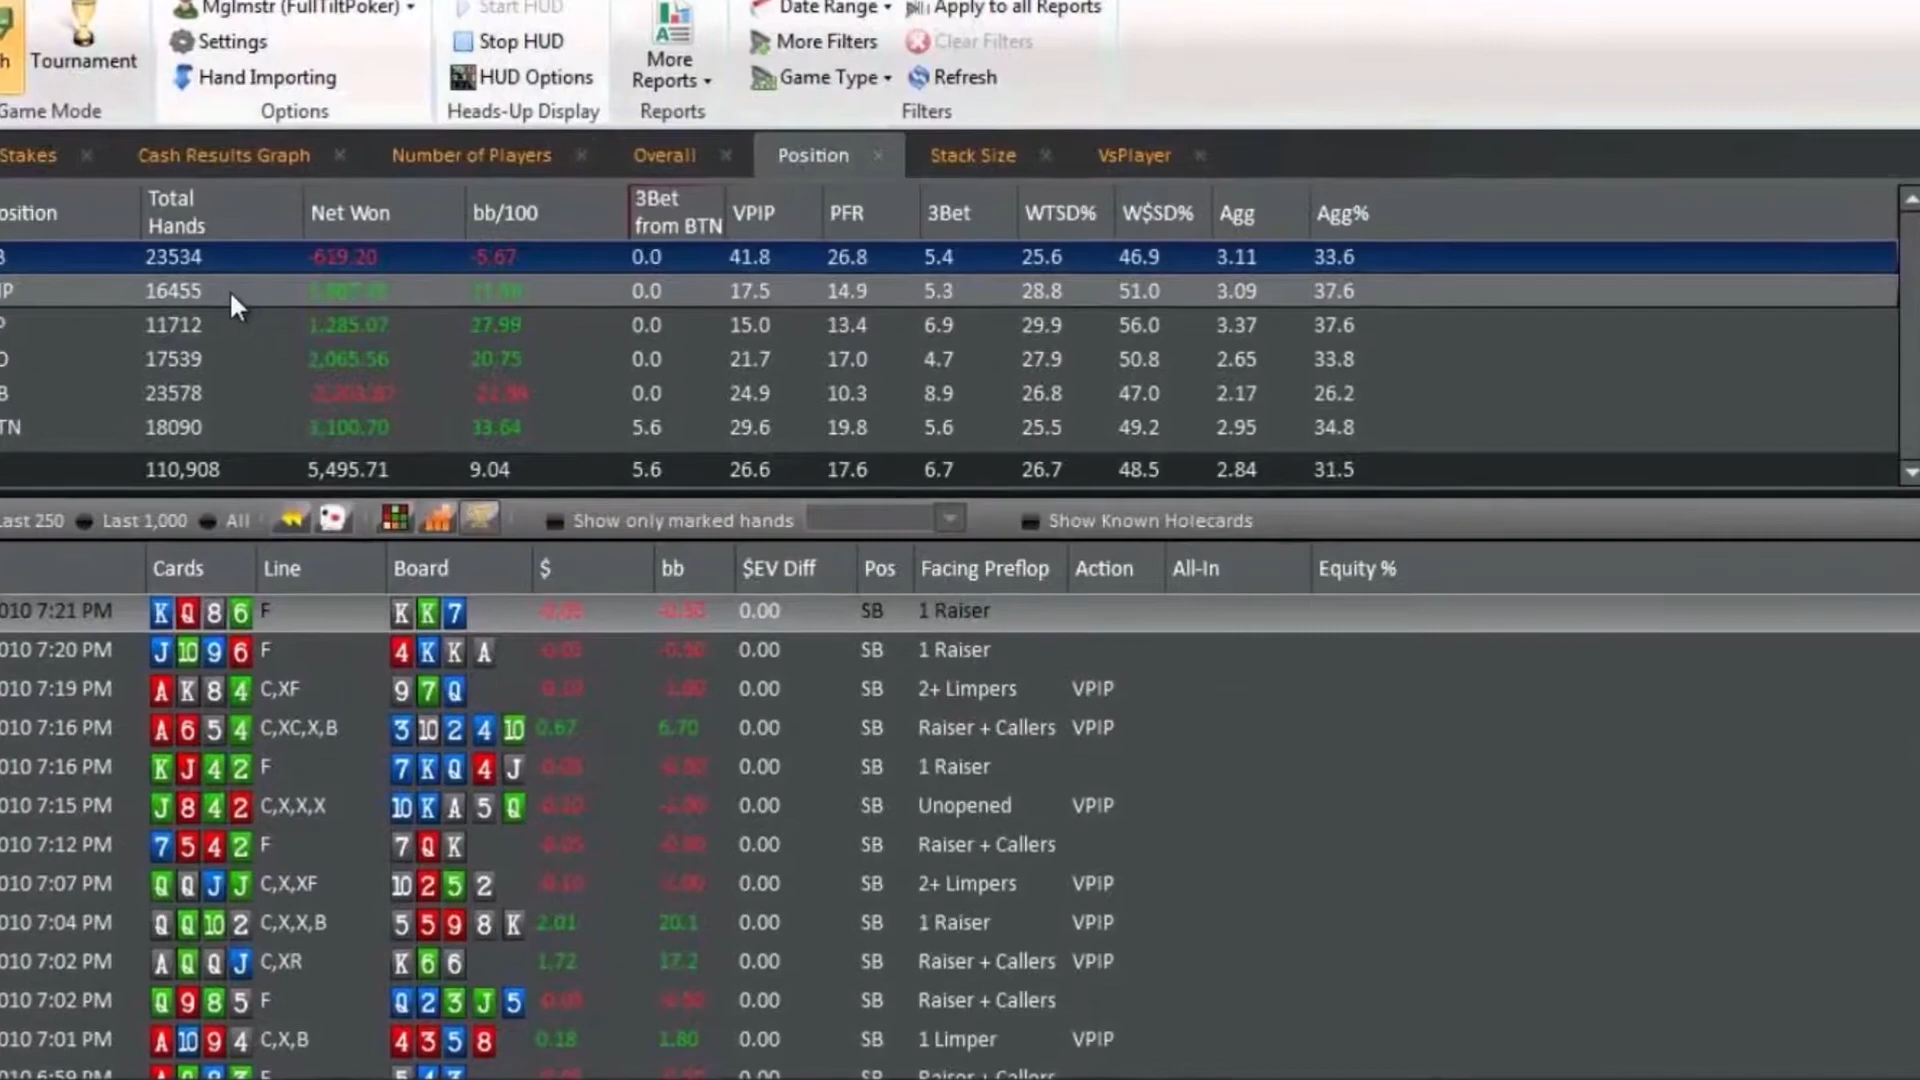 Mglmstr (FullTiltPoker) Start HUD Date Range Apply to all Reports
Tournament Settings Stop HUD More Filters Clear Filters
Hand Importing HUD Options More Reports Game Type Refresh
Game Mode Options Heads-Up Display Reports Filters
Stakes Cash Results Graph Number of Players Overall Position Stack Size VsPlayer
osition Total Hands Net Won bb/100 3Bet from BTN VPIP PFR 3Bet WTSD% W$SD% Agg Agg%
B 23534 -619.20 -5.67 0.0 41.8 26.8 5.4 25.6 46.9 3.11 33.6
P 16455 0.0 17.5 14.9 5.3 28.8 51.0 3.09 37.6
P 11712 1,285.07 27.99 0.0 15.0 13.4 6.9 29.9 56.0 3.37 37.6
O 17539 2,065.56 20.75 0.0 21.7 17.0 4.7 27.9 50.8 2.65 33.8
B 23578 0.0 24.9 10.3 8.9 26.8 47.0 2.17 26.2
TN 18090 33.64 5.6 29.6 19.8 5.6 25.5 49.2 2.95 34.8
110,908 5,495.71 9.04 5.6 26.6 17.6 6.7 26.7 48.5 2.84 31.5
ast 250 Last 1,000 All Show only marked hands Show Known Holecards
Cards Line Board $ bb $EV Diff Pos Facing Preflop Action All-In Equity %
010 7:21 PM K Q 8 6 F K K 7 0.00 SB 1 Raiser
010 7:20 PM J 10 9 6 F 4 K K A 0.00 SB 1 Raiser
010 7:19 PM A K 8 4 C,XF 9 7 Q 0.00 SB 2+ Limpers VPIP
010 7:16 PM A 6 5 4 C,XC,X,B 3 10 2 4 10 0.67 6.70 0.00 SB Raiser + Callers VPIP
010 7:16 PM K J 4 2 F 7 K Q 4 J 0.00 SB 1 Raiser
010 7:15 PM J 8 4 2 C,X,X,X 10 K A 5 Q 0.00 SB Unopened VPIP
010 7:12 PM 7 5 4 2 F 7 Q K 0.00 SB Raiser + Callers
010 7:07 PM Q Q J J C,X,XF 10 2 5 2 0.00 SB 2+ Limpers VPIP
010 7:04 PM Q Q 10 2 C,X,X,B 5 5 9 8 K 2.01 20.1 0.00 SB 1 Raiser VPIP
010 7:02 PM A Q Q J C,XR K 6 6 1.72 17.2 0.00 SB Raiser + Callers VPIP
010 7:02 PM Q 9 8 5 F Q 2 3 J 5 0.00 SB Raiser + Callers
010 7:01 PM A 10 9 4 C,X,B 4 3 5 8 0.18 1.80 0.00 SB 1 Limper VPIP
010 6:59 PM 0.00 SB Raiser + Callers